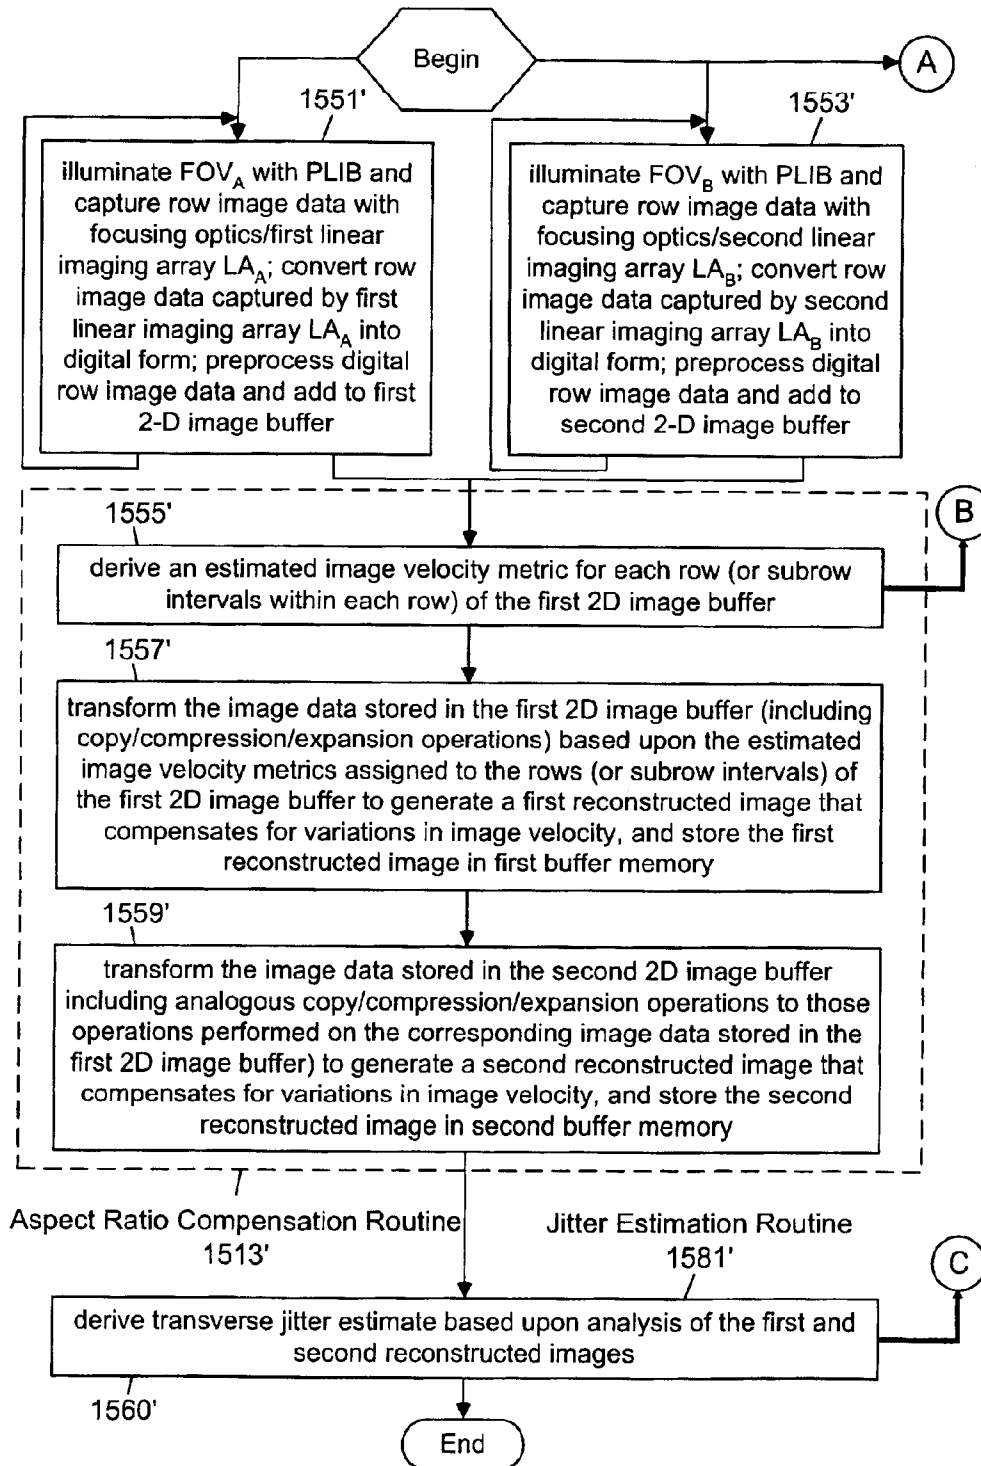 Begin
A
1551'
1553'
illuminate FOV_A with PLIB and
capture row image data with
focusing optics/first linear
imaging array LA_A; convert row
image data captured by first
linear imaging array LA_A into
digital form; preprocess digital
row image data and add to first
2-D image buffer
illuminate FOV_B with PLIB and
capture row image data with
focusing optics/second linear
imaging array LA_B; convert row
image data captured by second
linear imaging array LA_B into
digital form; preprocess digital
row image data and add to
second 2-D image buffer
1555'
B
derive an estimated image velocity metric for each row (or subrow
intervals within each row) of the first 2D image buffer
1557'
transform the image data stored in the first 2D image buffer (including
copy/compression/expansion operations) based upon the estimated
image velocity metrics assigned to the rows (or subrow intervals) of
the first 2D image buffer to generate a first reconstructed image that
compensates for variations in image velocity, and store the first
reconstructed image in first buffer memory
1559'
transform the image data stored in the second 2D image buffer
including analogous copy/compression/expansion operations to those
operations performed on the corresponding image data stored in the
first 2D image buffer) to generate a second reconstructed image that
compensates for variations in image velocity, and store the second
reconstructed image in second buffer memory
Aspect Ratio Compensation Routine
1513'
Jitter Estimation Routine
1581'
C
derive transverse jitter estimate based upon analysis of the first and
second reconstructed images
1560'
End